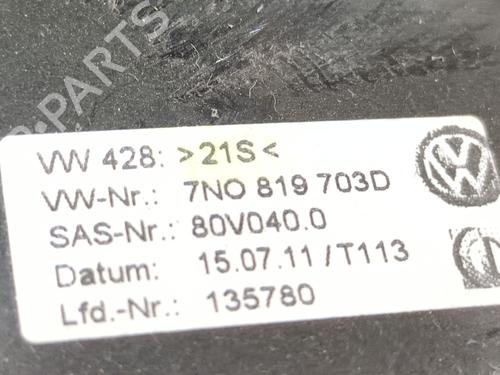 B-PARTS
VW 428: >21S<
VW-Nr.: 7N0 819 703D
SAS-Nr.: 80V040.0
Datum: 15.07.11/T113
Lfd.-Nr.: 135780